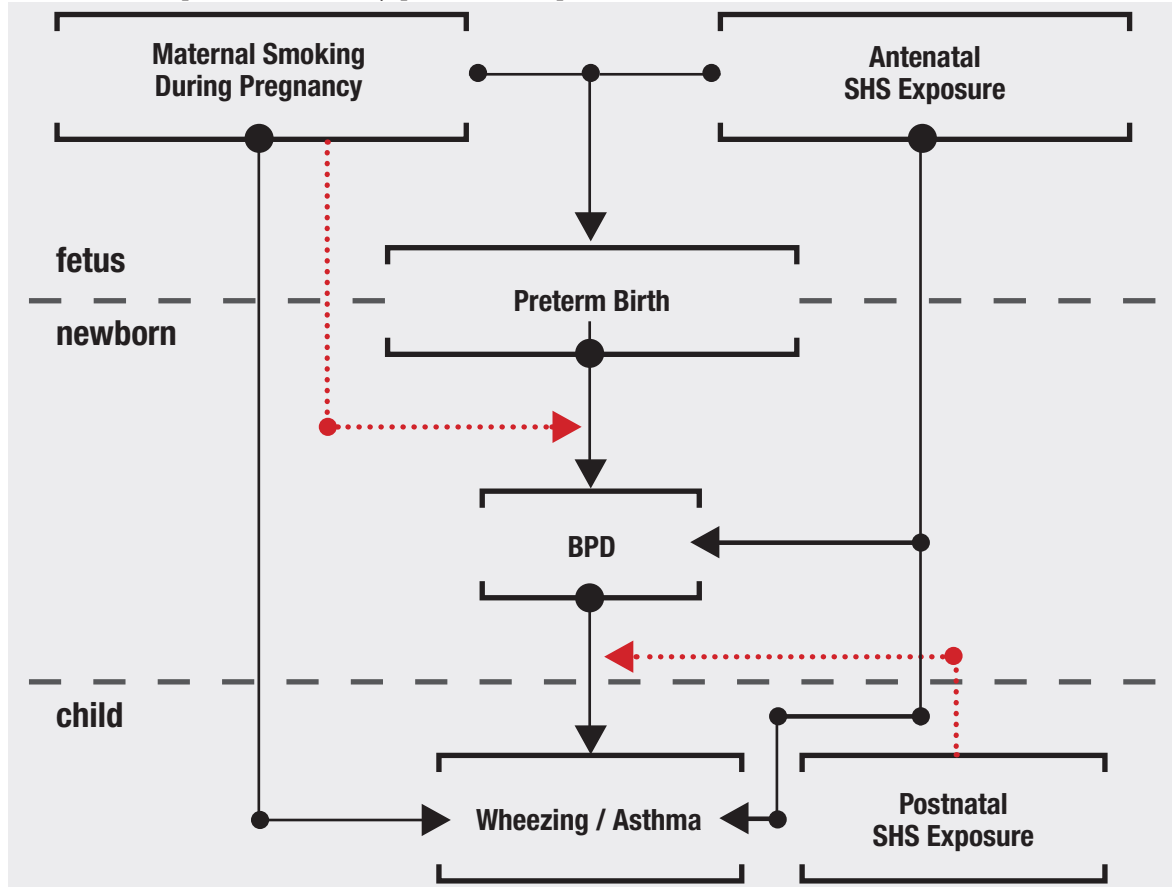 Maternal Smoking
During Pregnancy
Antenatal
SHS Exposure
fetus
Preterm Birth
newborn
BPD
child
Wheezing / Asthma
Postnatal
SHS Exposure